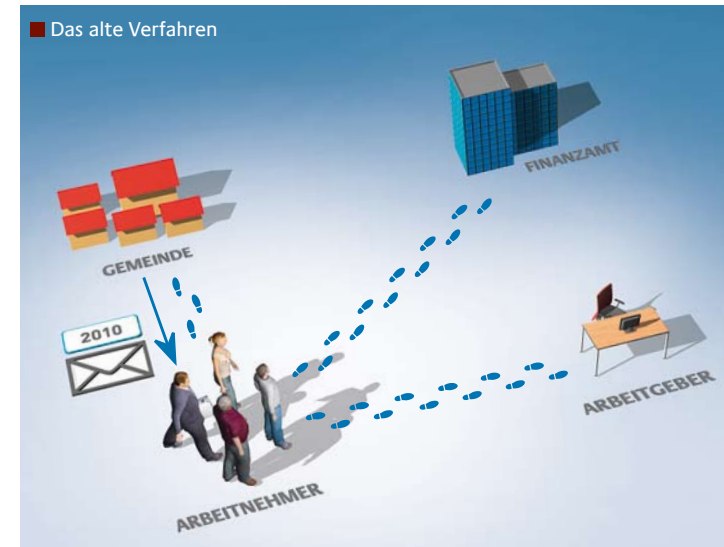 Das alte Verfahren
FINANZAMT
GEMEINDE
2010
ARBEITGEBER
ARBEITNEHMER